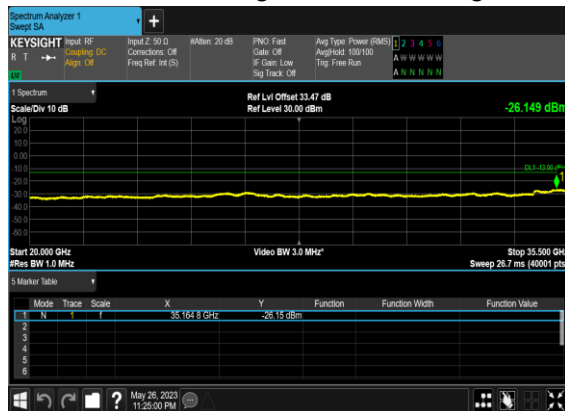 Spectrum Analyzer 1
Swept SA
+
KEYSIGHT Input: RF Input Z: 50 Ω #Atten: 20 dB PNO: Fast Avg Type: Power (RMS) 1 2 3 4 5 6
R T Coupling: DC Corrections: Off Gate: Off Avg|Hold: 100/100 A W W W W W
Align: Off Freq Ref: Int (S) IF Gain: Low Trig: Free Run
LW Sig Track: Off A N N N N N
1 Spectrum Ref Lvl Offset 33.47 dB
Scale/Div 10 dB Ref Level 30.00 dBm -26.149 dBm
Log
20.0
10.0
0.00
-10.0 DL1 -13.00 dBm
-20.0 1
-30.0
-40.0
-50.0
-60.0
Start 20.000 GHz Video BW 3.0 MHz* Stop 35.500 GHz
#Res BW 1.0 MHz Sweep 26.7 ms (40001 pts)
5 Marker Table
Mode Trace Scale X Y Function Function Width Function Value
1 N 1 f 35.164 8 GHz -26.15 dBm
2
3
4
5
6
? May 26, 2023
11:25:00 PM